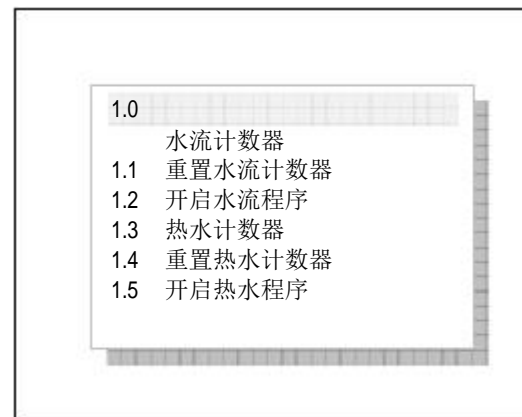 1.0
水流计数器
1.1 重置水流计数器
1.2 开启水流程序
1.3 热水计数器
1.4 重置热水计数器
1.5 开启热水程序